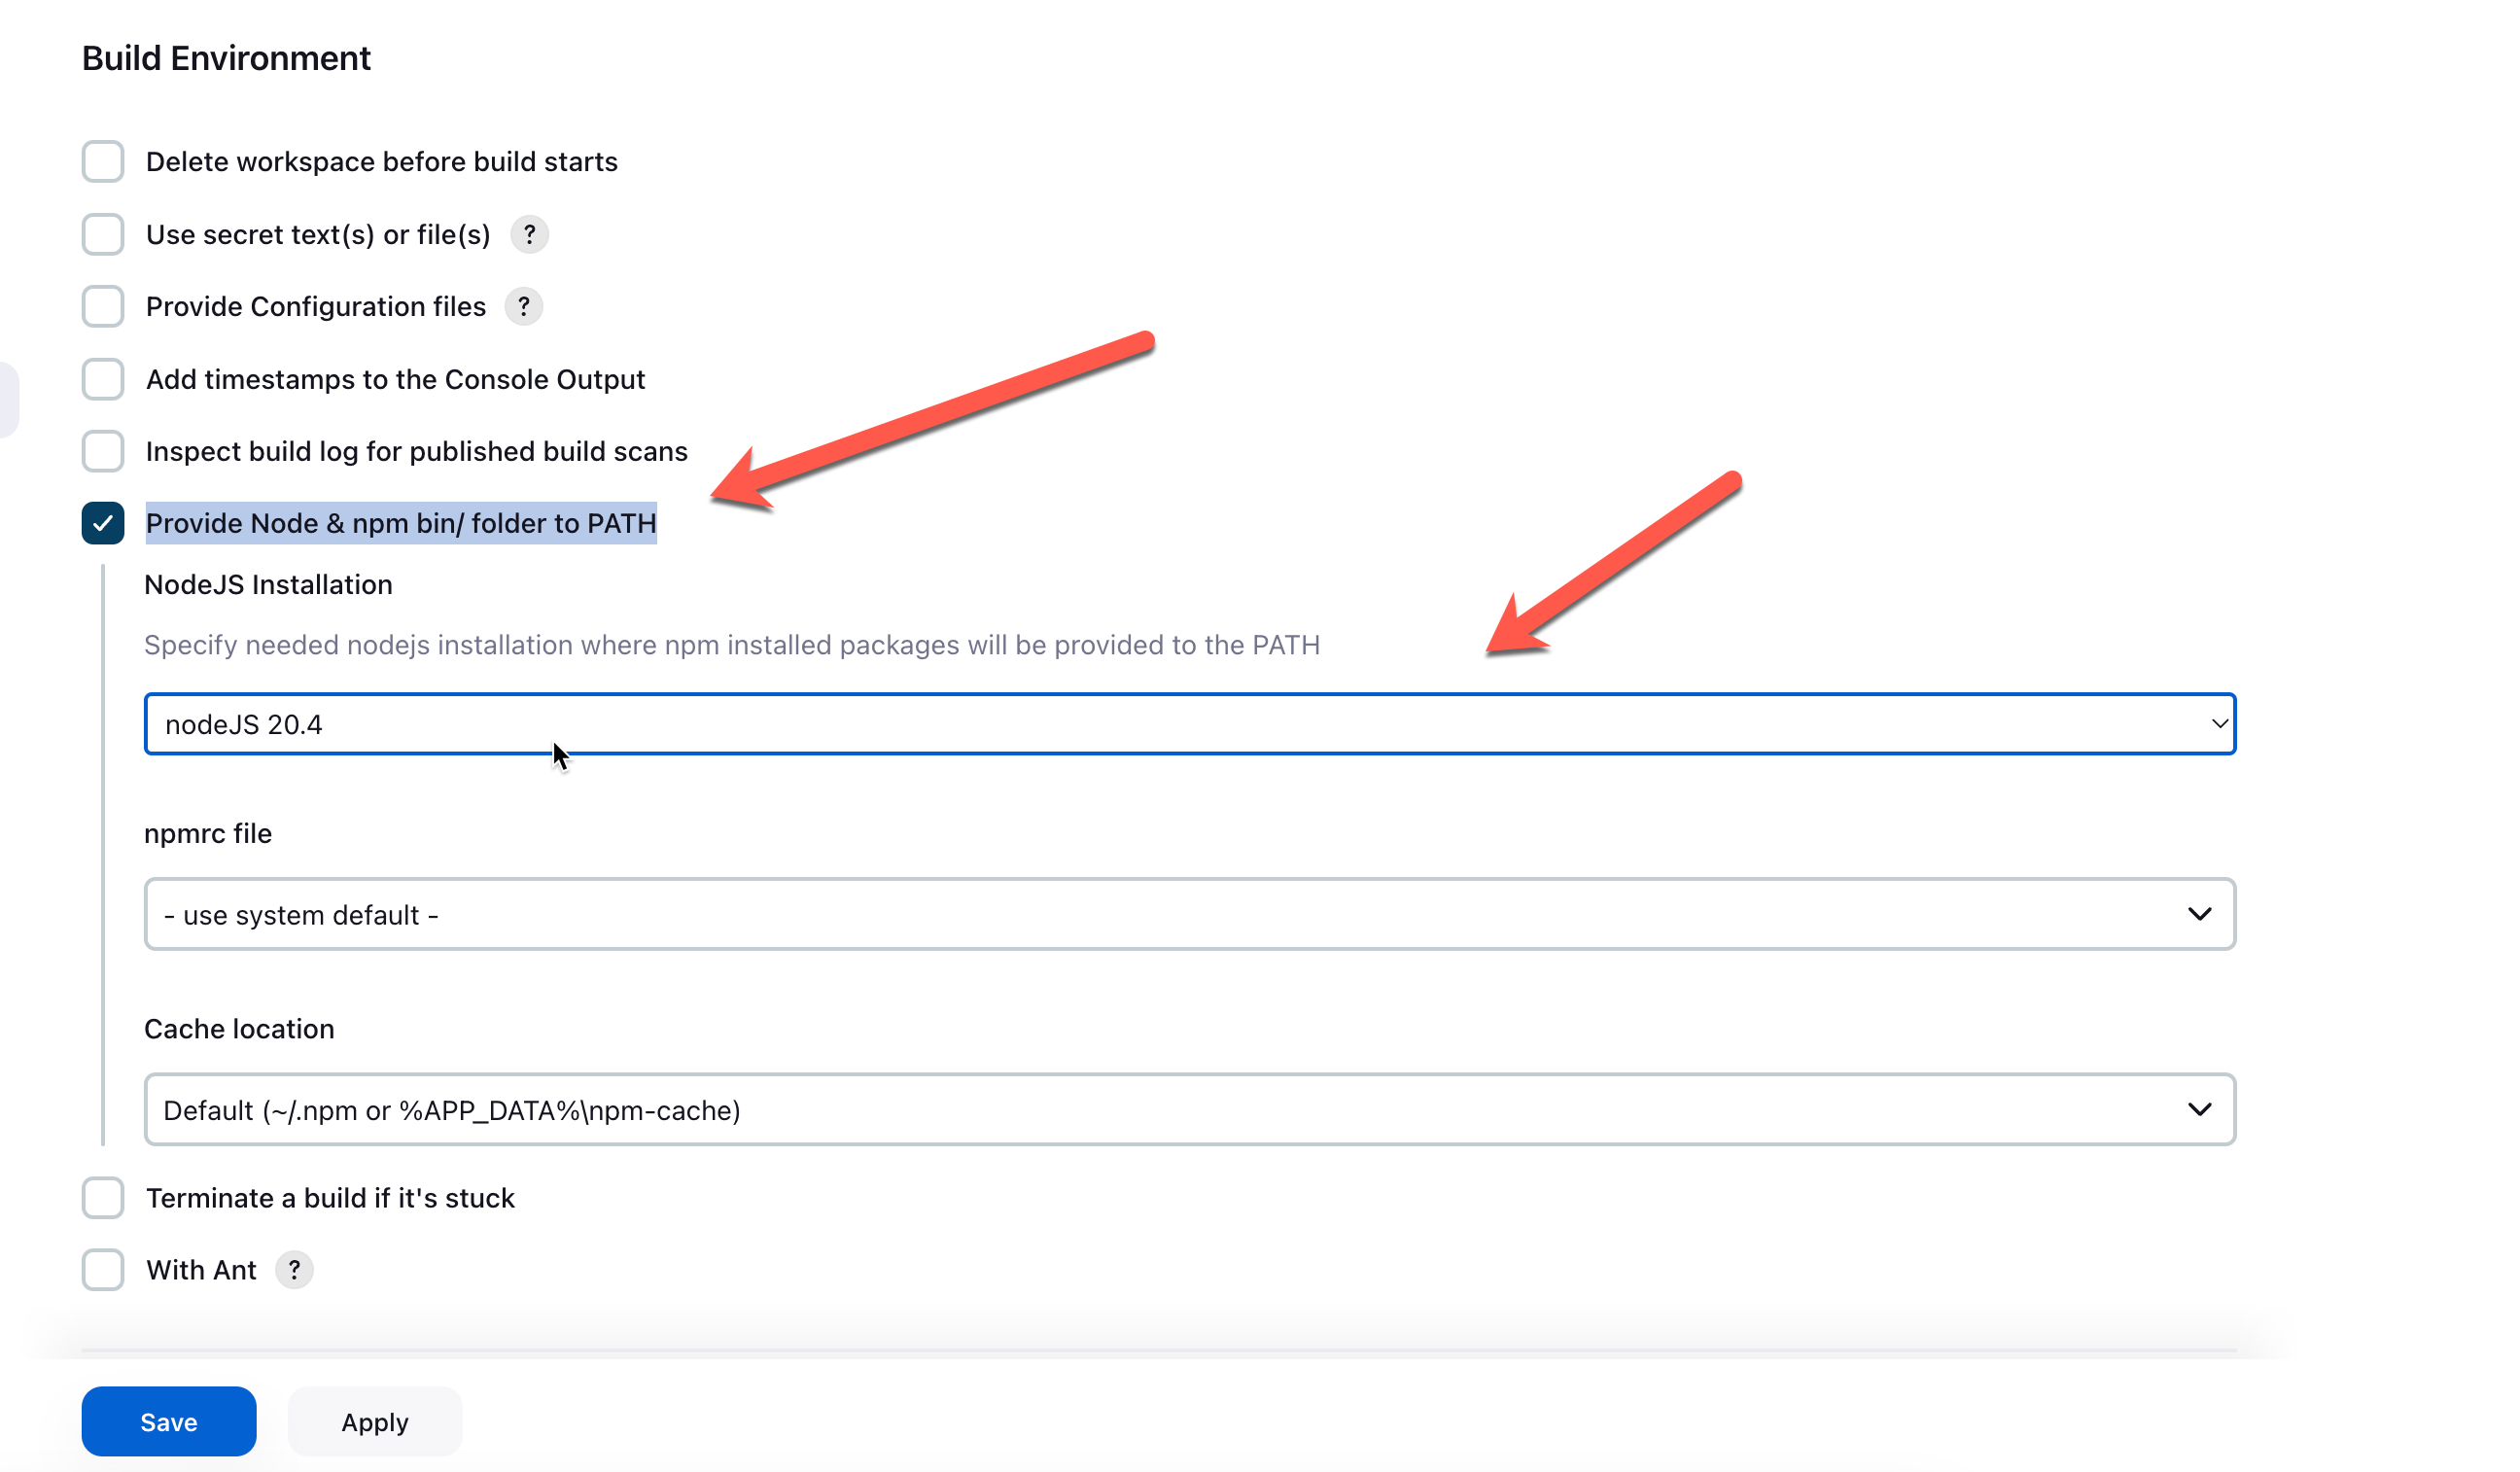 Build Environment
Delete workspace before build starts
Use secret text(s) or file(s) ?
Provide Configuration files ?
Add timestamps to the Console Output
Inspect build log for published build scans
Provide Node & npm bin/ folder to PATH
NodeJS Installation
Specify needed nodejs installation where npm installed packages will be provided to the PATH
nodeJS 20.4
npmrc file
- use system default -
Cache location
Default (~/.npm or %APP_DATA%\npm-cache)
Terminate a build if it's stuck
With Ant ?
Save Apply